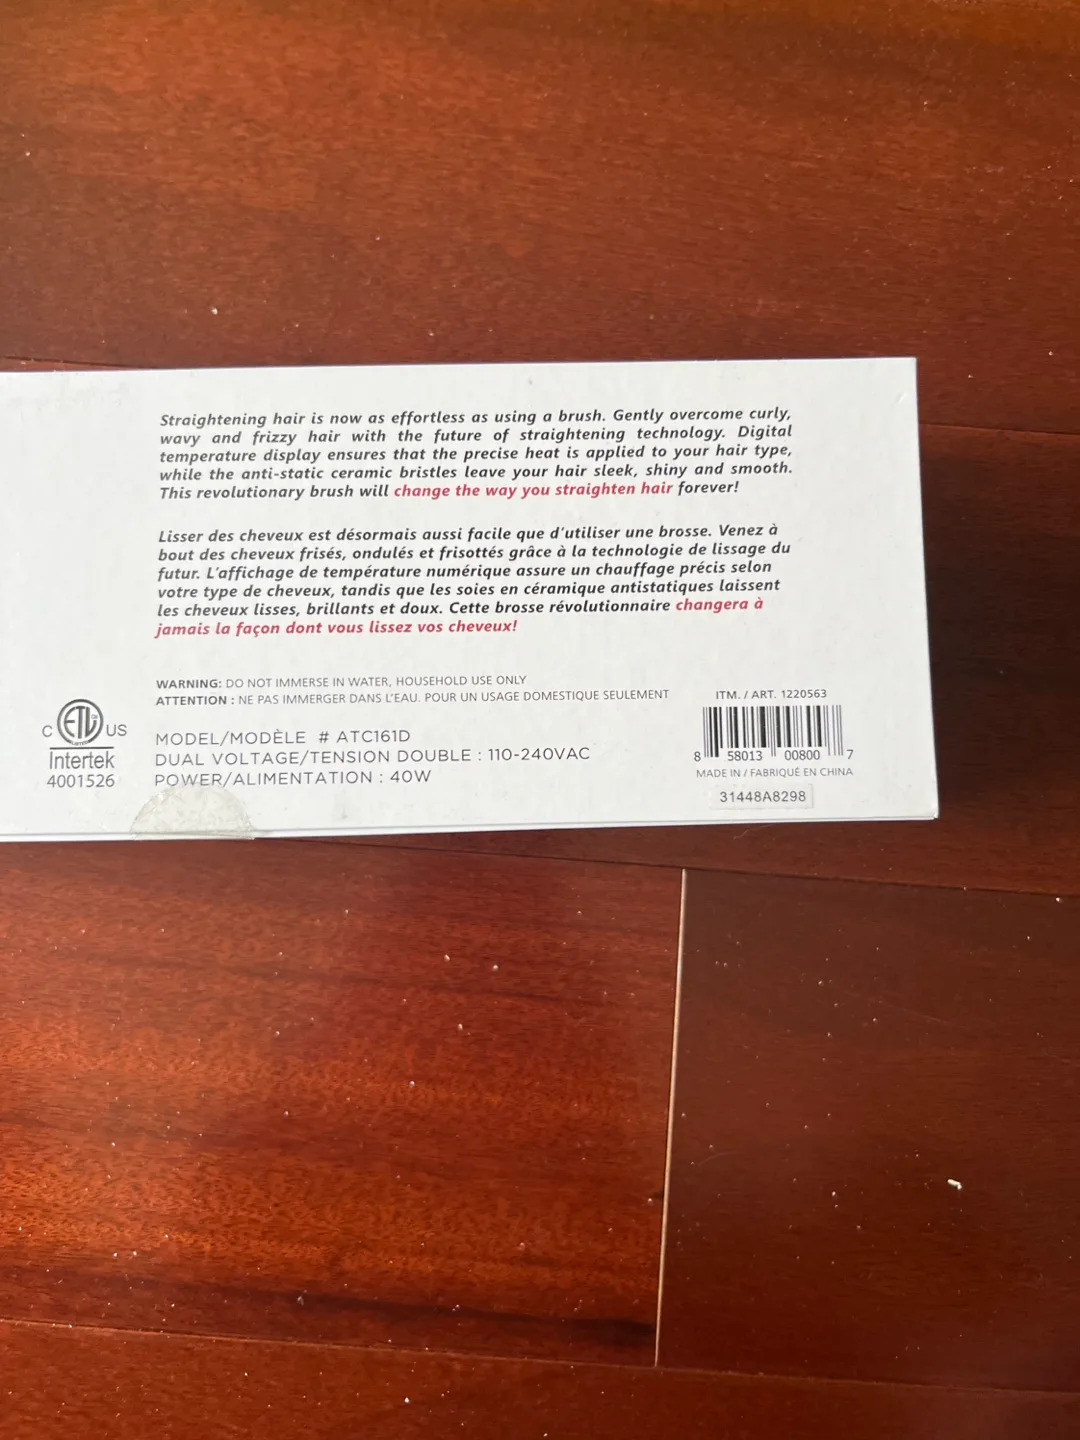 Straightening hair is now as effortless as using a brush. Gently overcome curly,
wavy and frizzy hair with the future of straightening technology. Digital
temperature display ensures that the precise heat is applied to your hair type,
while the anti-static ceramic bristles leave your hair sleek, shiny and smooth.
This revolutionary brush will change the way you straighten hair forever!
Lisser des cheveux est désormais aussi facile que d'utiliser une brosse. Venez à
bout des cheveux frisés, ondulés et frisottés grâce à la technologie de lissage du
futur. L'affichage de température numérique assure un chauffage précis selon
votre type de cheveux, tandis que les soies en céramique antistatiques laissent
les cheveux lisses, brillants et doux. Cette brosse révolutionnaire changera à
jamais la façon dont vous lissez vos cheveux!
WARNING: DO NOT IMMERSE IN WATER, HOUSEHOLD USE ONLY
ATTENTION : NE PAS IMMERGER DANS L'EAU. POUR UN USAGE DOMESTIQUE SEULEMENT
MODEL/MODÈLE # ATC161D
DUAL VOLTAGE/TENSION DOUBLE : 110-240VAC
POWER/ALIMENTATION : 40W
C ETL US
Intertek
4001526
ITM. / ART. 1220563
8 58013 00800 7
MADE IN / FABRIQUÉ EN CHINA
31448A8298